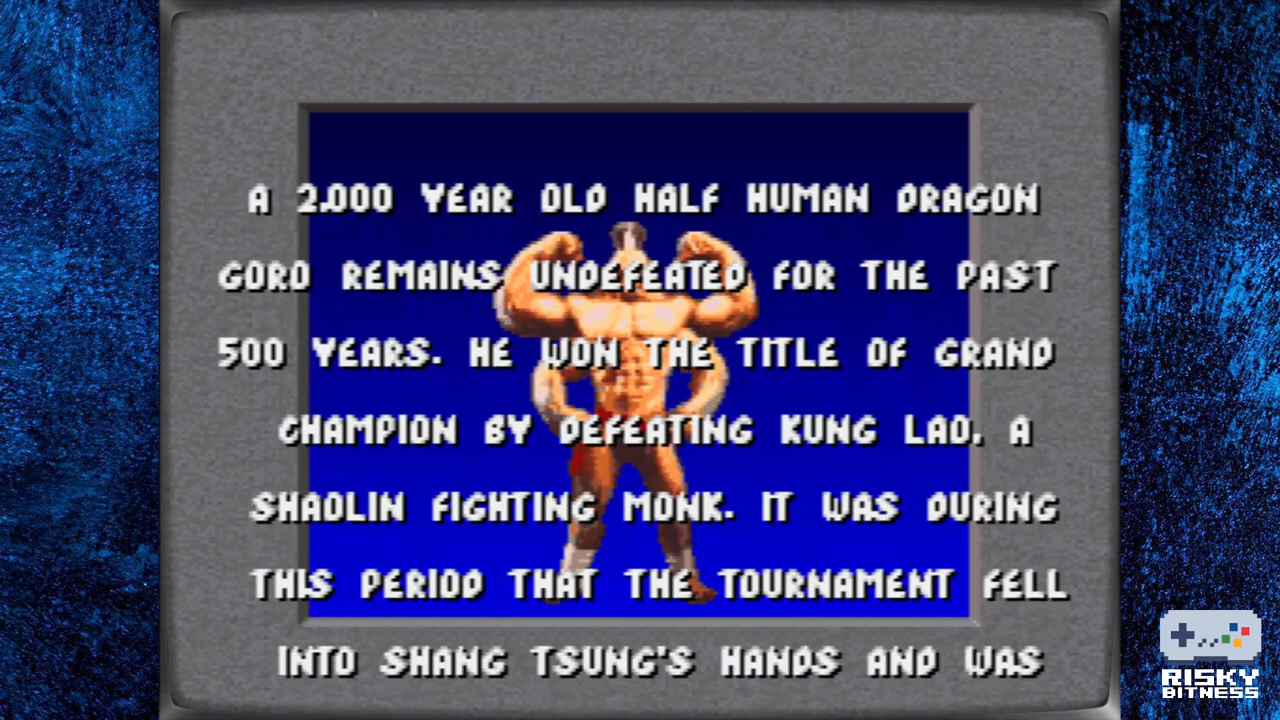 A 2,000 YEAR OLD HALF HUMAN DRAGON
GORO REMAINS UNDEFEATED FOR THE PAST
500 YEARS. HE WON THE TITLE OF GRAND
CHAMPION BY DEFEATING KUNG LAO, A
SHAOLIN FIGHTING MONK. IT WAS DURING
THIS PERIOD THAT THE TOURNAMENT FELL
INTO SHANG TSUNG'S HANDS AND WAS
RISKY
BITNESS